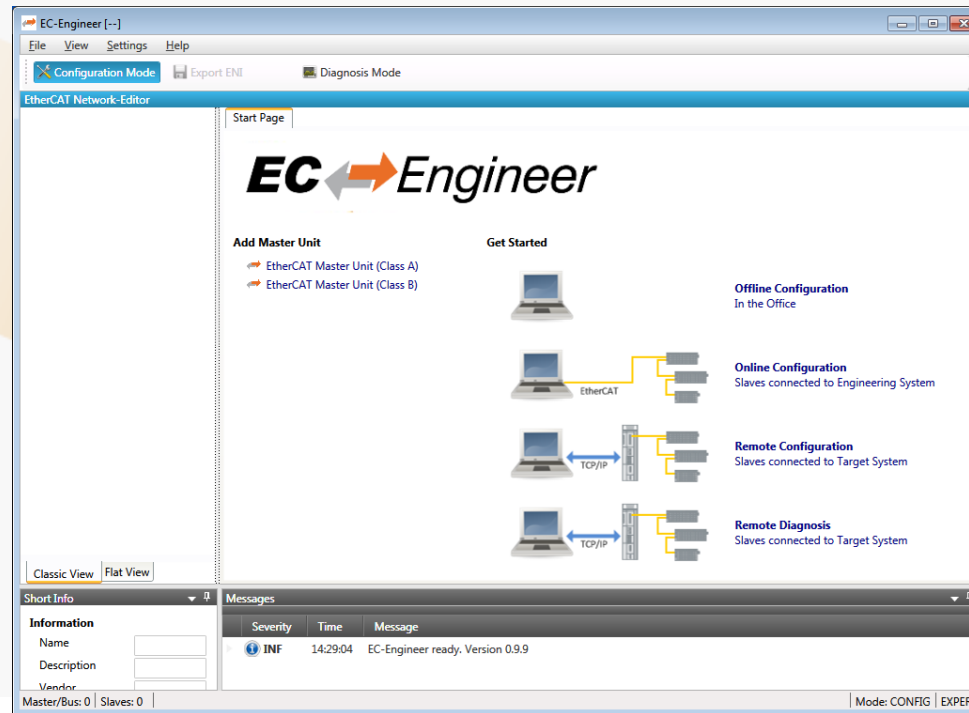 EC-Engineer [--]
File View Settings Help
Configuration Mode Export ENI Diagnosis Mode
EtherCAT Network-Editor
Start Page
EC Engineer
Add Master Unit
EtherCAT Master Unit (Class A)
EtherCAT Master Unit (Class B)
Get Started
Offline Configuration
In the Office
EtherCAT
Online Configuration
Slaves connected to Engineering System
TCP/IP
Remote Configuration
Slaves connected to Target System
TCP/IP
Remote Diagnosis
Slaves connected to Target System
Classic View Flat View
Short Info
Information
Name
Description
Vendor
Messages
Severity Time Message
INF 14:29:04 EC-Engineer ready. Version 0.9.9
Master/Bus: 0 Slaves: 0 Mode: CONFIG EXPER